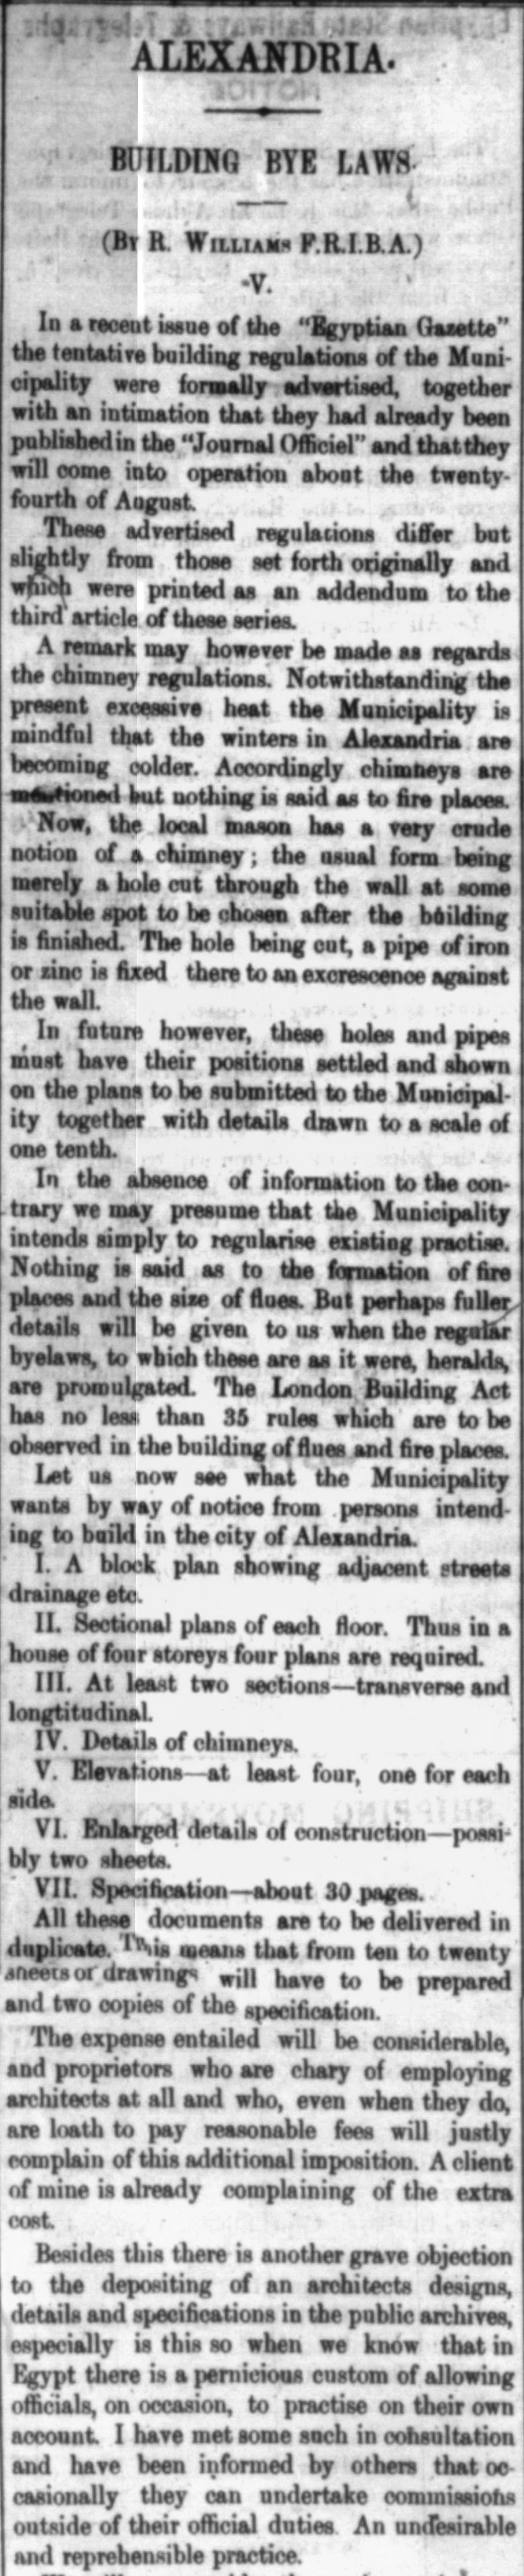 ALEXANDRIA.
BUILDING BYE LAWS.
(BY R. WILLIAMS F.R.I.B.A.)
V.
In a recent issue of the "Egyptian Gazette"
the tentative building regulations of the Muni-
cipality were formally advertised, together
with an intimation that they had already been
published in the "Journal Officiel" and that they
will come into operation about the twenty-
fourth of August.
These advertised regulations differ but
slightly from those set forth originally and
which were printed as an addendum to the
third article of these series.
A remark may however be made as regards
the chimney regulations. Notwithstanding the
present excessive heat the Municipality is
mindful that the winters in Alexandria are
becoming colder. Accordingly chimneys are
mentioned but nothing is said as to fire places.
Now, the local mason has a very crude
notion of a chimney; the usual form being
merely a hole cut through the wall at some
suitable spot to be chosen after the building
is finished. The hole being cut, a pipe of iron
or zinc is fixed there to an excrescence against
the wall.
In future however, these holes and pipes
must have their positions settled and shown
on the plans to be submitted to the Municipal-
ity together with details drawn to a scale of
one tenth.
In the absence of information to the con-
trary we may presume that the Municipality
intends simply to regularise existing practise.
Nothing is said as to the formation of fire
places and the size of flues. But perhaps fuller
details will be given to us when the regular
byelaws, to which these are as it were, heralds,
are promulgated. The London Building Act
has no less than 35 rules which are to be
observed in the building of flues and fire places.
Let us now see what the Municipality
wants by way of notice from persons intend-
ing to build in the city of Alexandria.
I. A block plan showing adjacent streets
drainage etc.
II. Sectional plans of each floor. Thus in a
house of four storeys four plans are required.
III. At least two sections—transverse and
longtitudinal.
IV. Details of chimneys.
V. Elevations—at least four, one for each
side.
VI. Enlarged details of construction—possi-
bly two sheets.
VII. Specification—about 30 pages.
All these documents are to be delivered in
duplicate. This means that from ten to twenty
sheets or drawings will have to be prepared
and two copies of the specification.
The expense entailed will be considerable,
and proprietors who are chary of employing
architects at all and who, even when they do,
are loath to pay reasonable fees will justly
complain of this additional imposition. A client
of mine is already complaining of the extra
cost.
Besides this there is another grave objection
to the depositing of an architects designs,
details and specifications in the public archives,
especially is this so when we know that in
Egypt there is a pernicious custom of allowing
officials, on occasion, to practise on their own
account. I have met some such in consultation
and have been informed by others that oc-
casionally they can undertake commissions
outside of their official duties. An undesirable
and reprehensible practice.